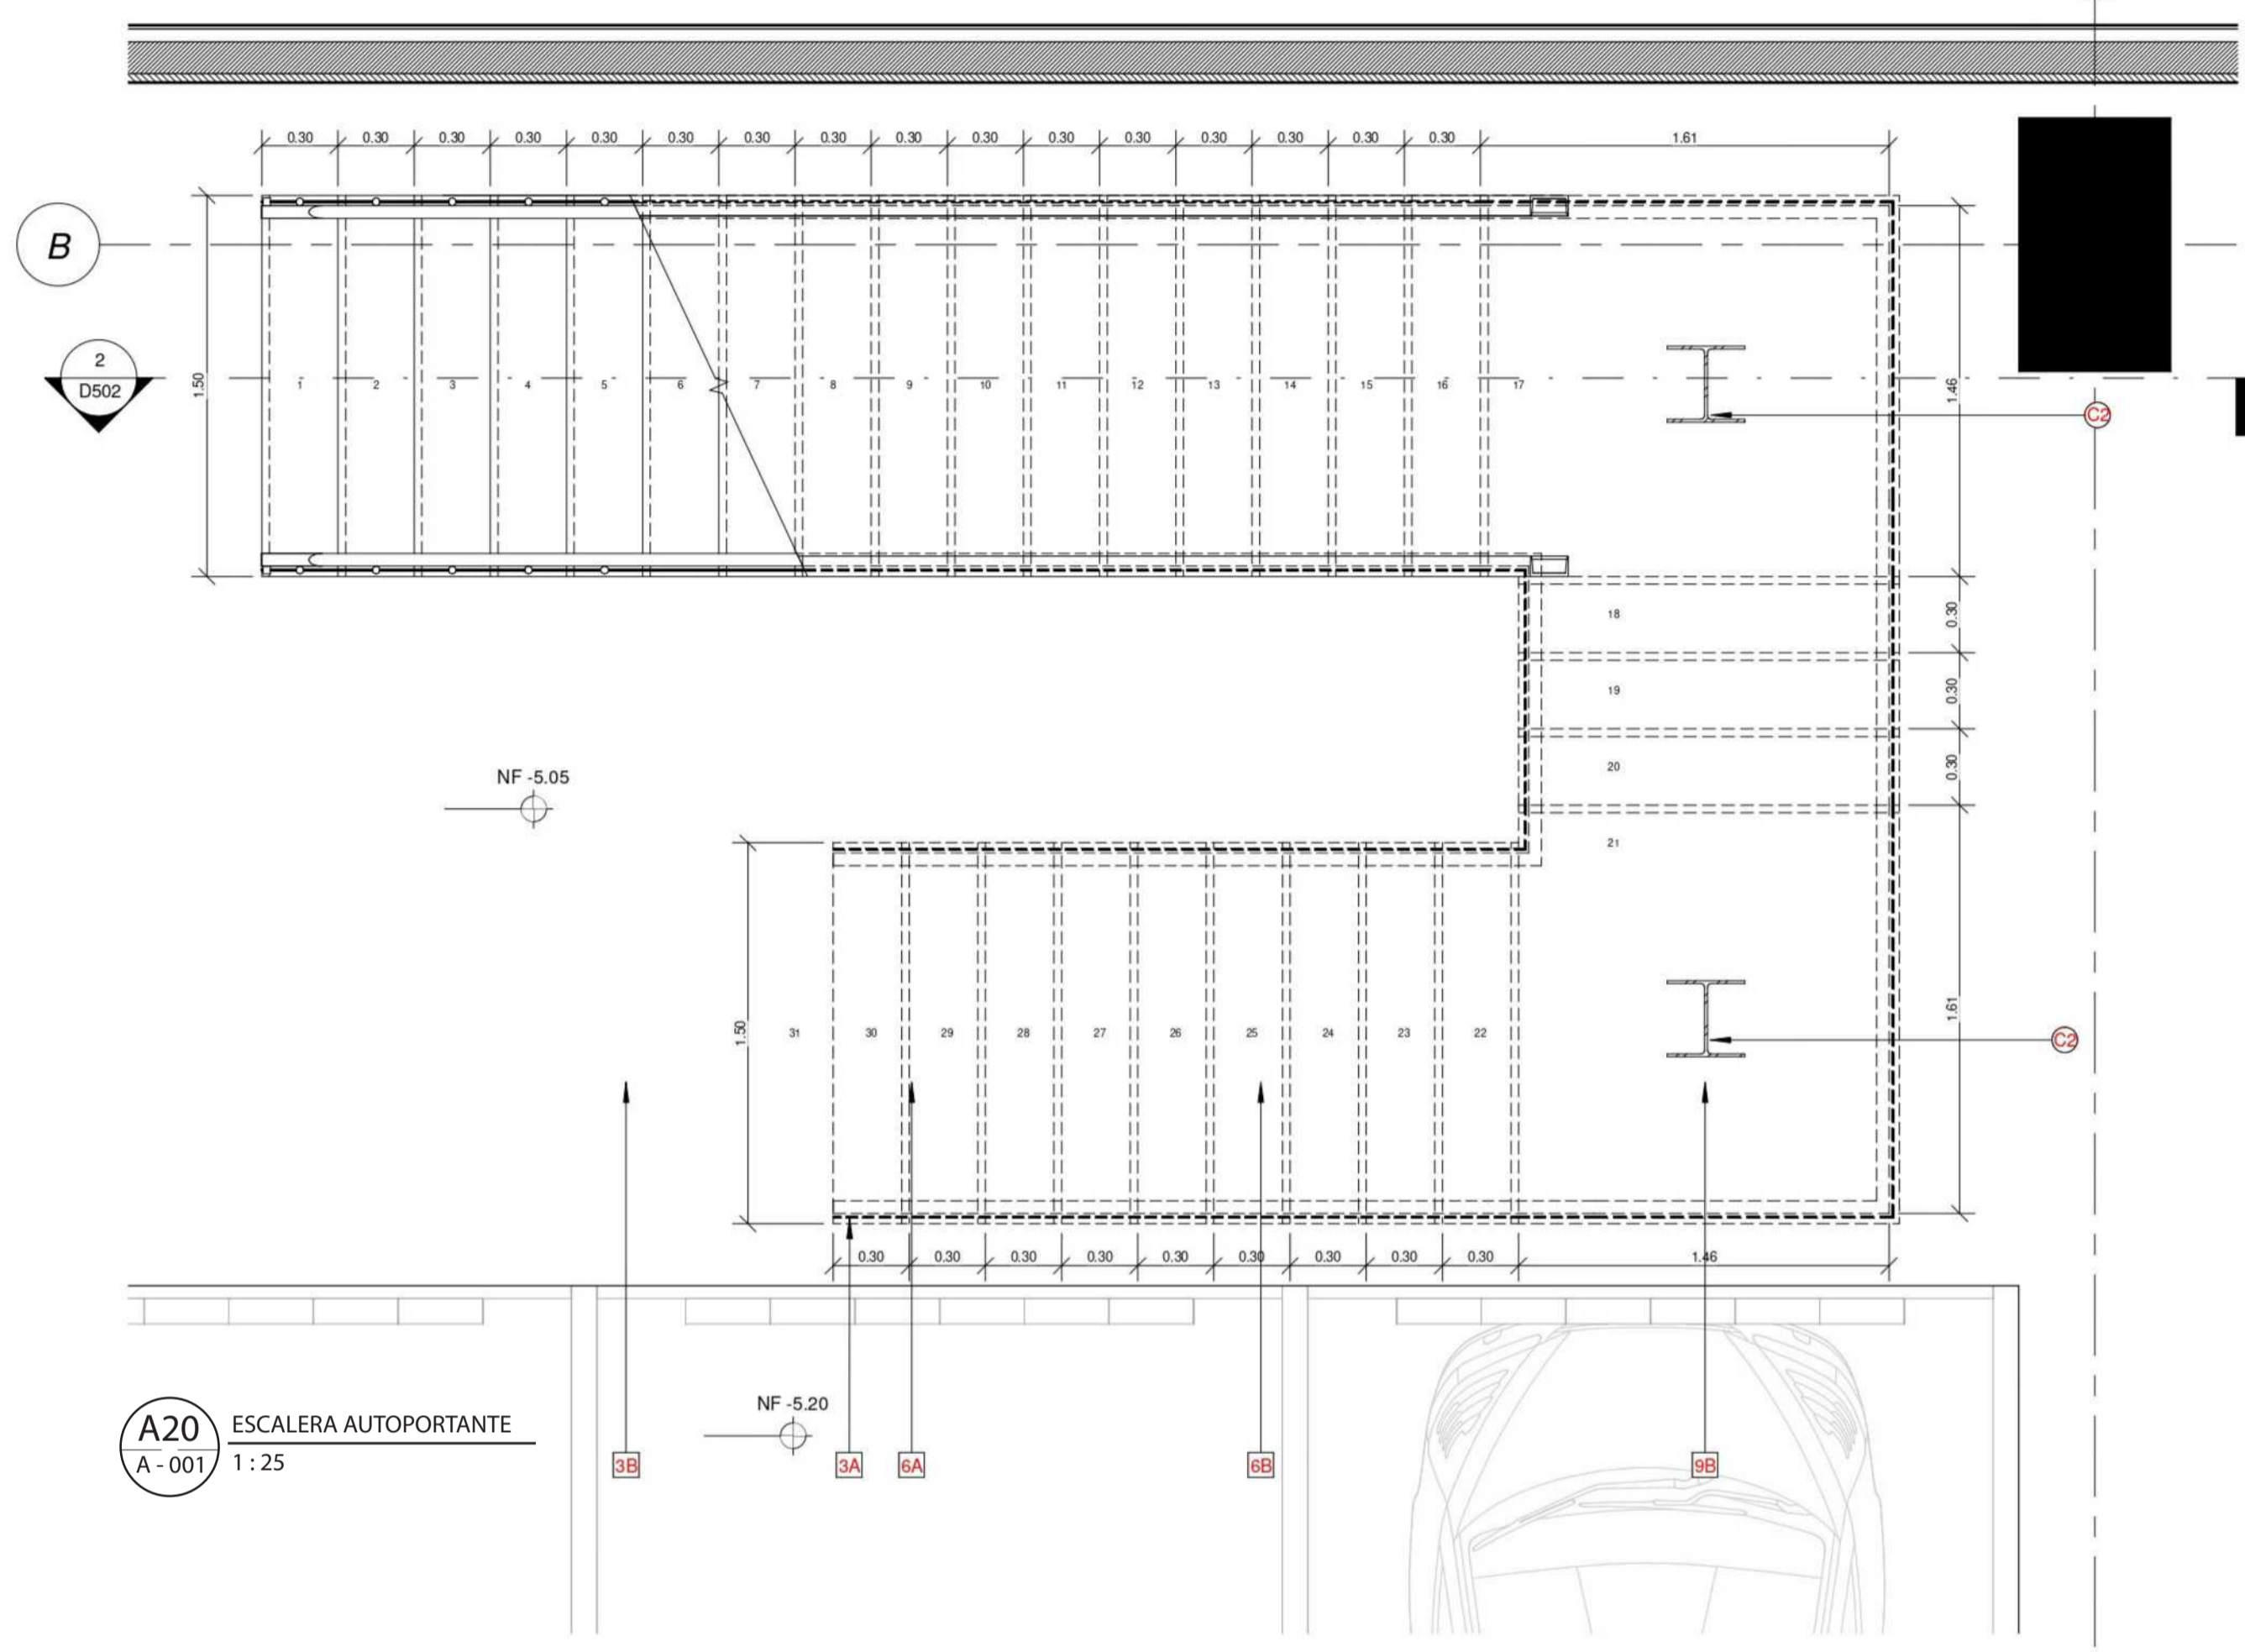 0.30 0.30 0.30 0.30 0.30 0.30 0.30 0.30 0.30 0.30 0.30 0.30 0.30 0.30 0.30 0.30 1.61
B
2
D502
1.50
1 2 3 4 5 6 7 8 9 10 11 12 13 14 15 16 17
1.46
C2
18
0.30
19
0.30
20
0.30
NF -5.05
21
1.50
31 30 29 28 27 26 25 24 23 22
1.61
C2
0.30 0.30 0.30 0.30 0.30 0.30 0.30 0.30 0.30 1.46
NF -5.20
A20
A - 001
ESCALERA AUTOPORTANTE
1 : 25
3B 3A 6A 6B 9B